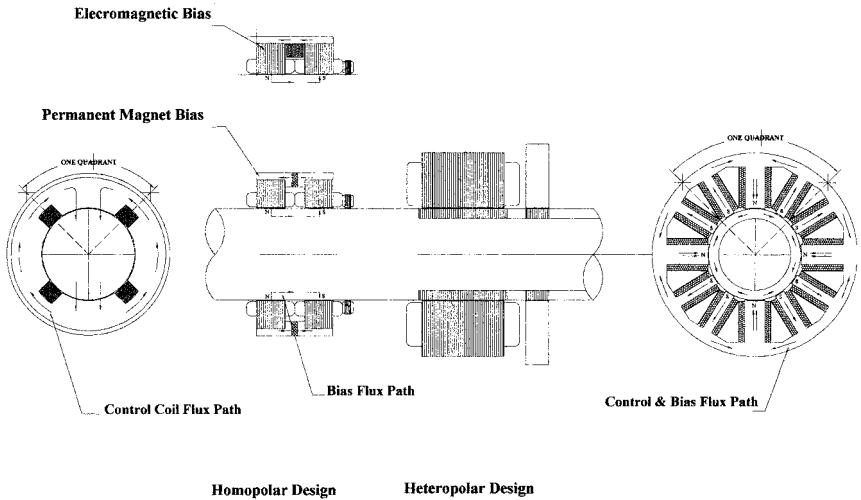 Elecromagnetic Bias
N S
Permanent Magnet Bias
ONE QUADRANT
ONE QUADRANT
N S
N
N N
N S
N
Bias Flux Path
Control Coil Flux Path
Control & Bias Flux Path
Homopolar Design
Heteropolar Design